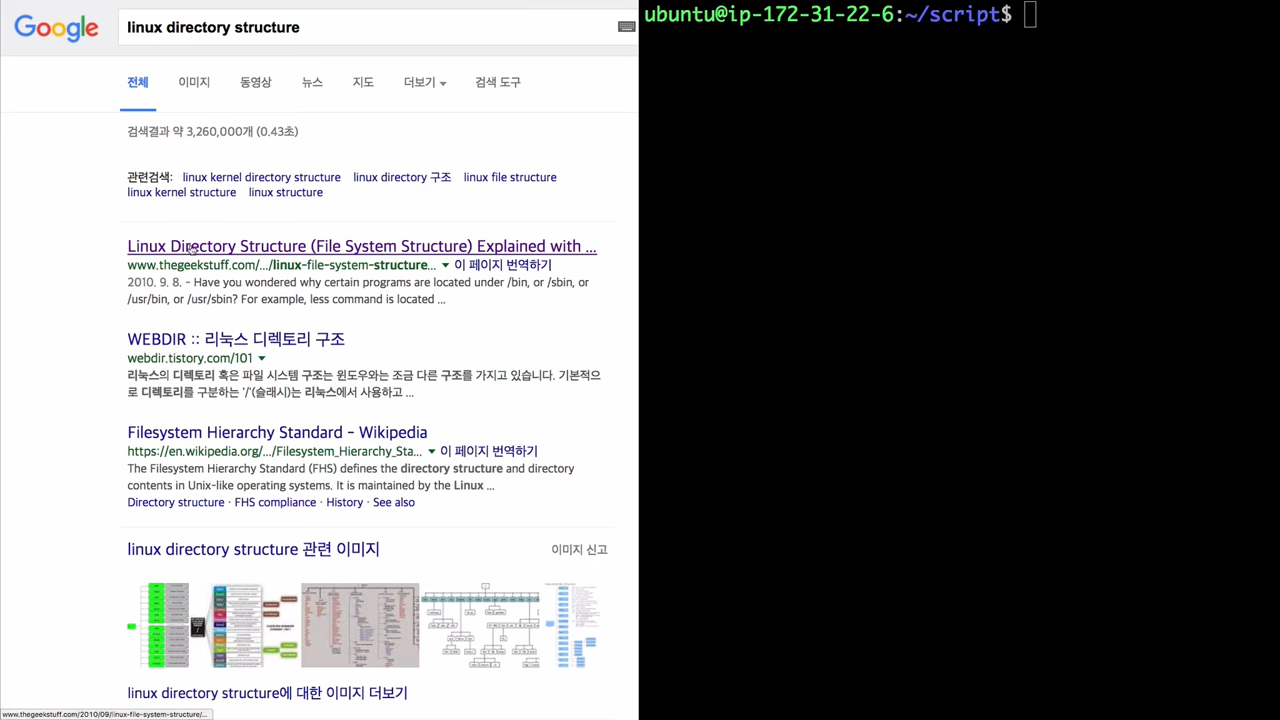 Google
linux directory structure
전체 이미지 동영상 뉴스 지도 더보기 검색 도구
검색결과 약 3,260,000개 (0.43초)
관련검색: linux kernel directory structure linux directory 구조 linux file structure
linux kernel structure linux structure
Linux Directory Structure (File System Structure) Explained with ...
www.thegeekstuff.com/.../linux-file-system-structure... 이 페이지 번역하기
2010. 9. 8. - Have you wondered why certain programs are located under /bin, or /sbin, or
/usr/bin, or /usr/sbin? For example, less command is located ...
WEBDIR :: 리눅스 디렉토리 구조
webdir.tistory.com/101
리눅스의 디렉토리 혹은 파일 시스템 구조는 윈도우와는 조금 다른 구조를 가지고 있습니다. 기본적으
로 디렉토리를 구분하는 '/'(슬래시)는 리눅스에서 사용하고 ...
Filesystem Hierarchy Standard - Wikipedia
https://en.wikipedia.org/.../Filesystem_Hierarchy_Sta... 이 페이지 번역하기
The Filesystem Hierarchy Standard (FHS) defines the directory structure and directory
contents in Unix-like operating systems. It is maintained by the Linux ...
Directory structure · FHS compliance · History · See also
linux directory structure 관련 이미지 이미지 신고
linux directory structure에 대한 이미지 더보기
www.thegeekstuff.com/2010/09/linux-file-system-structure/...
ubuntu@ip-172-31-22-6:~/script$